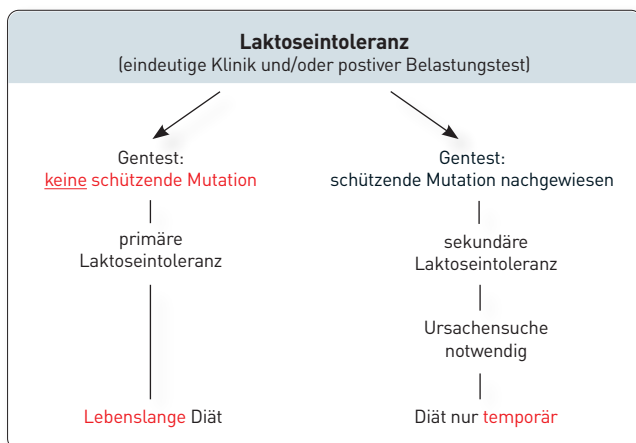 Laktoseintoleranz
(eindeutige Klinik und/oder postiver Belastungstest)
Gentest:
keine schützende Mutation
primäre
Laktoseintoleranz
Lebenslange Diät
Gentest:
schützende Mutation nachgewiesen
sekundäre
Laktoseintoleranz
Ursachensuche
notwendig
Diät nur temporär